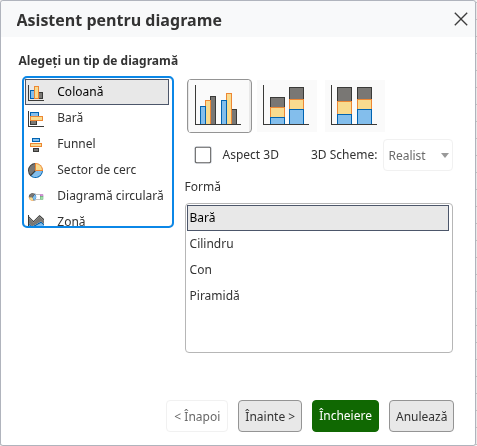 Asistent pentru diagrame
Alegeți un tip de diagramă
Coloană
Bară
Funnel
Sector de cerc
Diagramă circulară
Zonă
Aspect 3D
3D Scheme:
Realist
Formă
Bară
Cilindru
Con
Piramidă
< Înapoi
Înainte >
Încheiere
Anulează